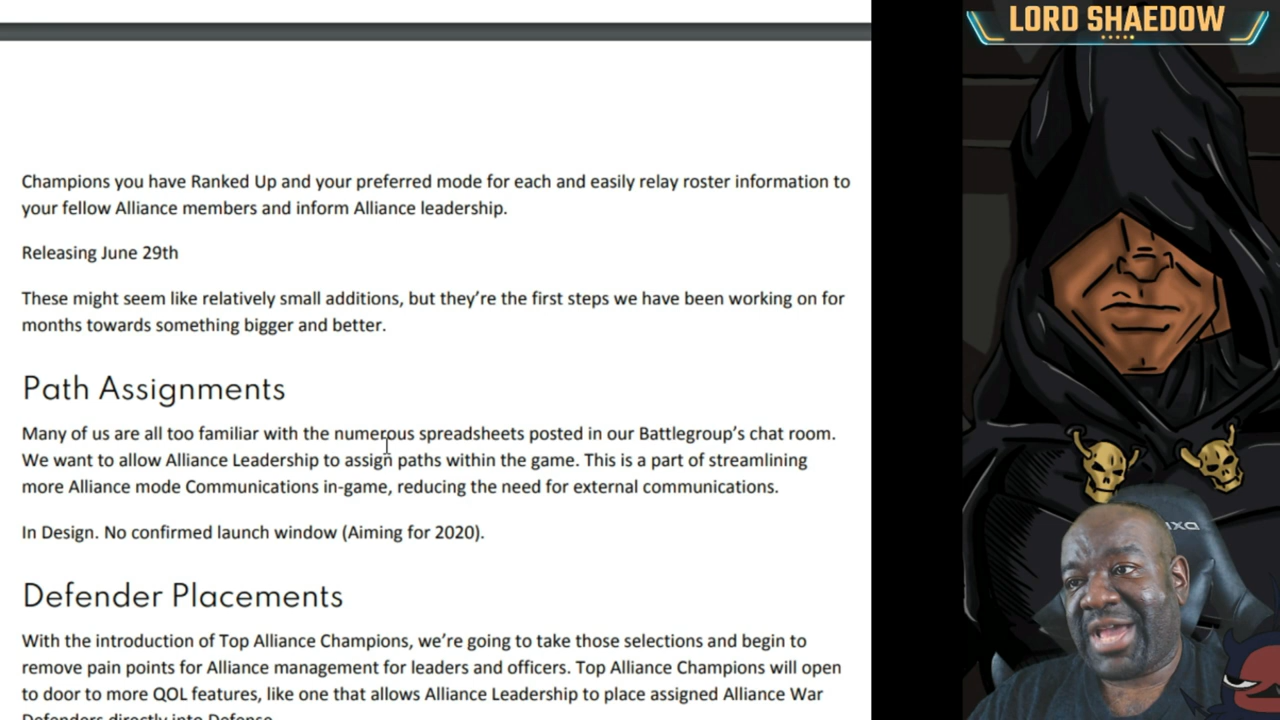 LORD SHAEDOW
Champions you have Ranked Up and your preferred mode for each and easily relay roster information to
your fellow Alliance members and inform Alliance leadership.
Releasing June 29th
These might seem like relatively small additions, but they're the first steps we have been working on for
months towards something bigger and better.
Path Assignments
Many of us are all too familiar with the numerous spreadsheets posted in our Battlegroup's chat room.
We want to allow Alliance Leadership to assign paths within the game. This is a part of streamlining
more Alliance mode Communications in-game, reducing the need for external communications.
In Design. No confirmed launch window (Aiming for 2020).
Defender Placements
With the introduction of Top Alliance Champions, we're going to take those selections and begin to
remove pain points for Alliance management for leaders and officers. Top Alliance Champions will open
to door to more QOL features, like one that allows Alliance Leadership to place assigned Alliance War
Defenders directly into Defense